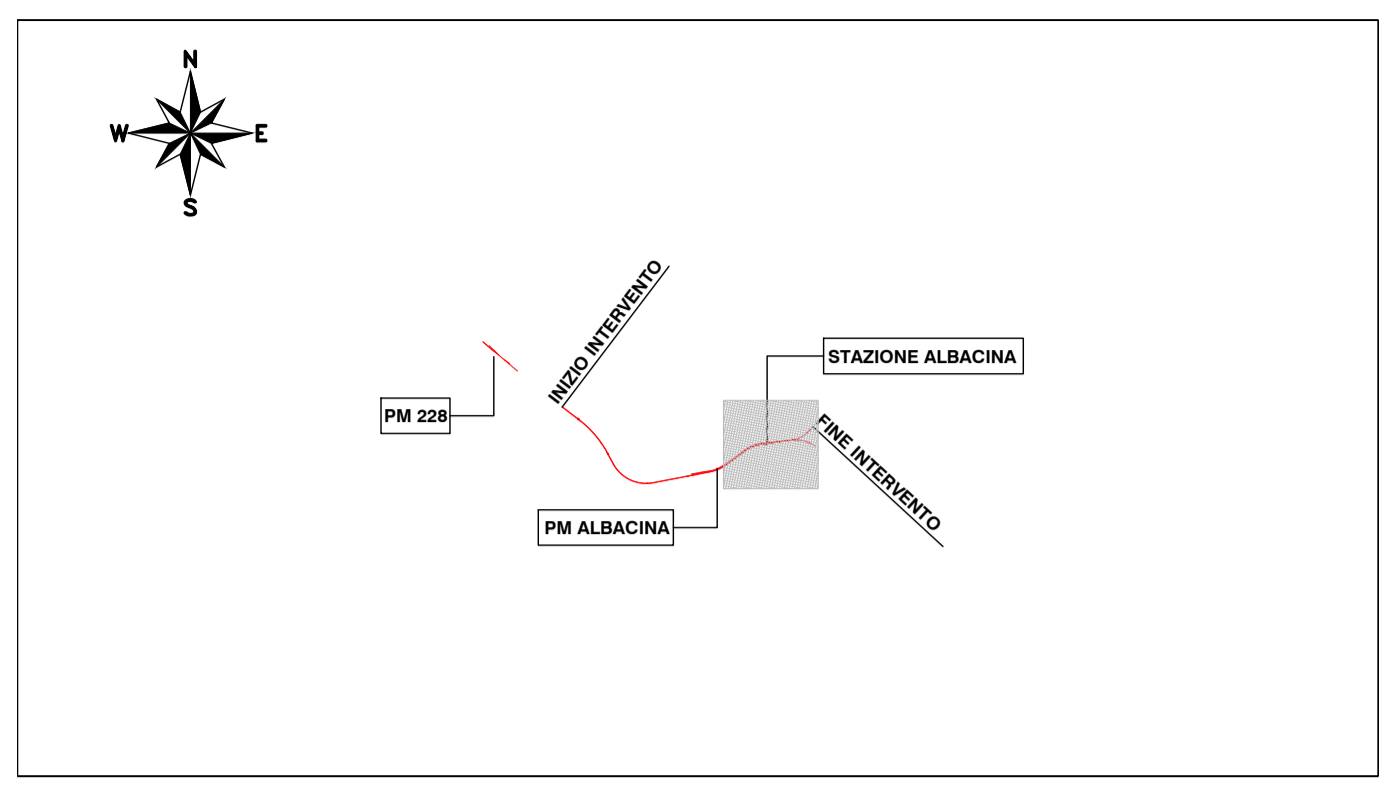 N
W
E
S
INIZIO INTERVENTO
STAZIONE ALBACINA
PM 228
FINE INTERVENTO
PM ALBACINA